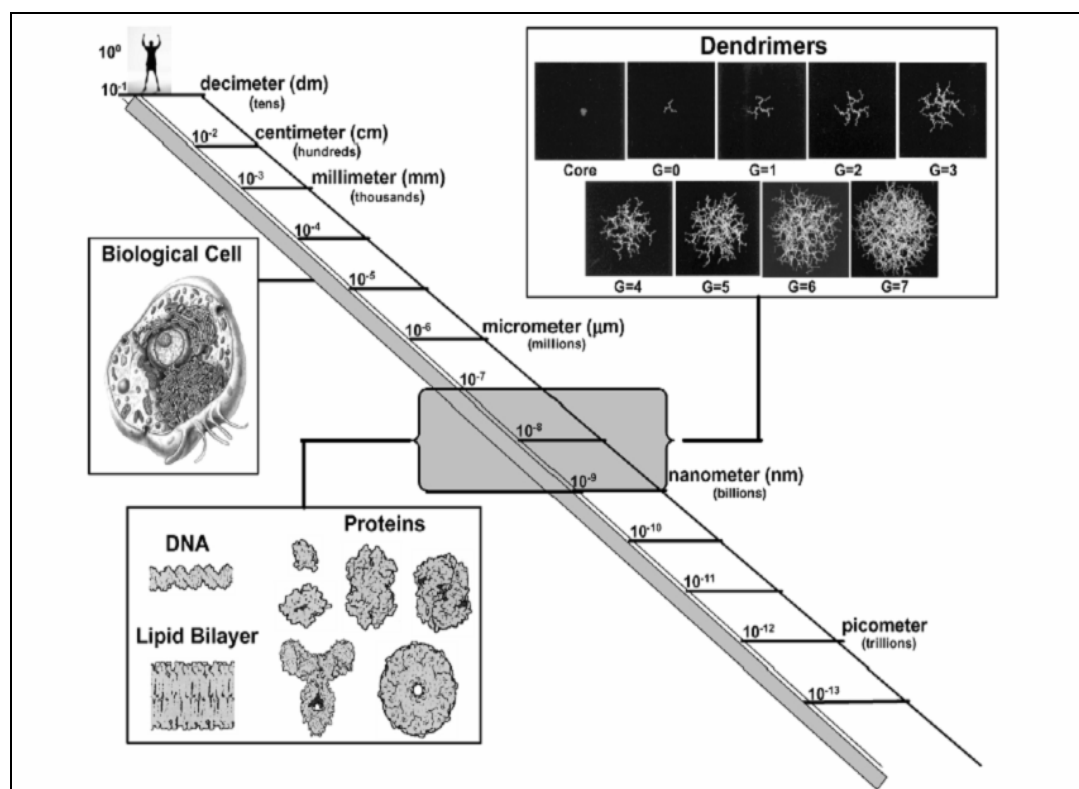 Dendrimers
Core G=0 G=1 G=2 G=3
G=4 G=5 G=6 G=7
10⁰
10⁻¹ decimeter (dm)
(tens)
10⁻² centimeter (cm)
(hundreds)
10⁻³ millimeter (mm)
(thousands)
10⁻⁴
Biological Cell
10⁻⁵
10⁻⁶ micrometer (μm)
(millions)
10⁻⁷
10⁻⁸
10⁻⁹ nanometer (nm)
(billions)
10⁻¹⁰
10⁻¹¹
10⁻¹² picometer
(trillions)
10⁻¹³
DNA
Proteins
Lipid Bilayer